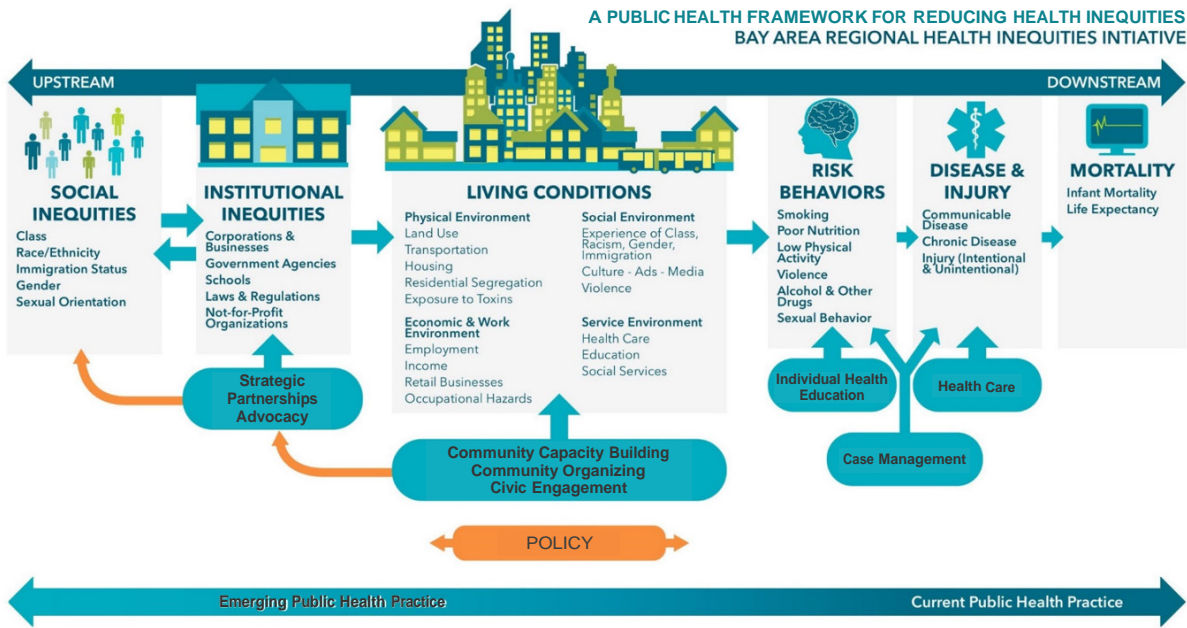 A PUBLIC HEALTH FRAMEWORK FOR REDUCING HEALTH INEQUITIES
BAY AREA REGIONAL HEALTH INEQUITIES INTIATIVE
UPSTREAM
DOWNSTREAM
SOCIAL
INEQUITIES
Class
Race/Ethnicity
Immigration Status
Gender
Sexual Orientation
INSTITUTIONAL
INEQUITIES
Corporations &
Businesses
Government Agencies
Schools
Laws & Regulations
Not-for-Profit
Organizations
LIVING CONDITIONS
Physical Environment
Land Use
Transportation
Housing
Residential Segregation
Exposure to Toxins
Economic & Work
Environment
Employment
Income
Retail Businesses
Occupational Hazards
Social Environment
Experience of Class,
Racism, Gender,
Immigration
Culture - Ads - Media
Violence
Service Environment
Health Care
Education
Social Services
RISK
BEHAVIORS
Smoking
Poor Nutrition
Low Physical
Activity
Violence
Alcohol & Other
Drugs
Sexual Behavior
DISEASE &
INJURY
Communicable
Disease
Chronic Disease
Injury (Intentional
& Unintentional)
MORTALITY
Infant Mortality
Life Expectancy
Strategic
Partnerships
Advocacy
Community Capacity Building
Community Organizing
Civic Engagement
Individual Health
Education
Health Care
Case Management
POLICY
Emerging Public Health Practice
Current Public Health Practice